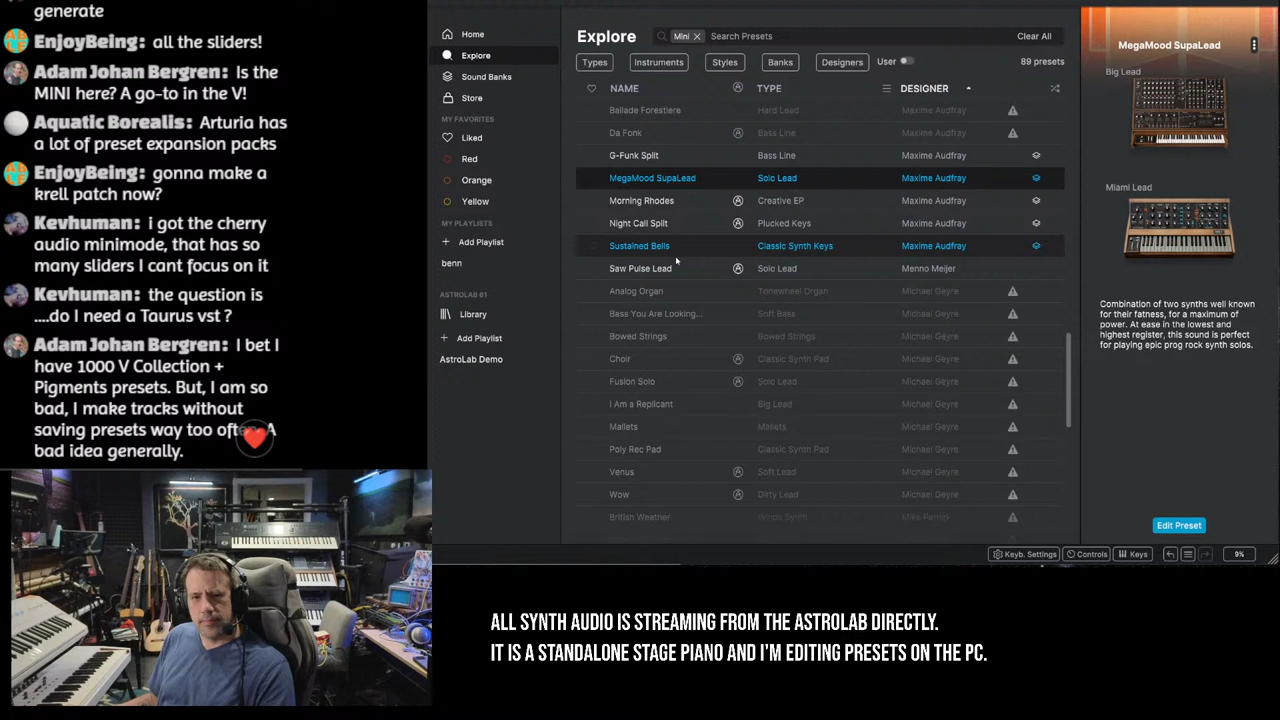 generate
EnjoyBeing: all the sliders!
Adam Johan Bergren: Is the
MINI here? A go-to in the V!
Aquatic Borealis: Arturia has
a lot of preset expansion packs
EnjoyBeing: gonna make a
krell patch now?
Kevhuman: i got the cherry
audio minimode, that has so
many sliders I cant focus on it
Kevhuman: the question is
....do I need a Taurus vst ?
Adam Johan Bergren: I bet I
have 1000 V Collection +
Pigments presets. But, I am so
bad, I make tracks without
saving presets way too often. A
bad idea generally.
Home
Explore
Sound Banks
Store
MY FAVORITES
Liked
Red
Orange
Yellow
MY PLAYLISTS
Add Playlist
benn
ASTROLAB 61
Library
Add Playlist
AstroLab Demo
Explore Mini Search Presets Clear All
Types Instruments Styles Banks Designers User 89 presets
NAME TYPE DESIGNER
Ballade Forestiere Hard Lead Maxime Audfray
Da Fonk Bass Line Maxime Audfray
G-Funk Split Bass Line Maxime Audfray
MegaMood SupaLead Solo Lead Maxime Audfray
Morning Rhodes Creative EP Maxime Audfray
Night Call Split Plucked Keys Maxime Audfray
Sustained Bells Classic Synth Keys Maxime Audfray
Saw Pulse Lead Solo Lead Menno Meijer
Analog Organ Tonewheel Organ Michael Geyre
Bass You Are Looking... Soft Bass Michael Geyre
Bowed Strings Bowed Strings Michael Geyre
Choir Classic Synth Pad Michael Geyre
Fusion Solo Solo Lead Michael Geyre
I Am a Replicant Big Lead Michael Geyre
Mallets Mallets Michael Geyre
Poly Rec Pad Classic Synth Pad Michael Geyre
Venus Soft Lead Michael Geyre
Wow Dirty Lead Michael Geyre
British Weather Winds Synth
MegaMood SupaLead
Big Lead
Miami Lead
Combination of two synths well known
for their fatness, for a maximum of
power. At ease in the lowest and
highest register, this sound is perfect
for playing epic prog rock synth solos.
Edit Preset
Keyb. Settings Controls Keys 9%
ALL SYNTH AUDIO IS STREAMING FROM THE ASTROLAB DIRECTLY.
IT IS A STANDALONE STAGE PIANO AND I'M EDITING PRESETS ON THE PC.